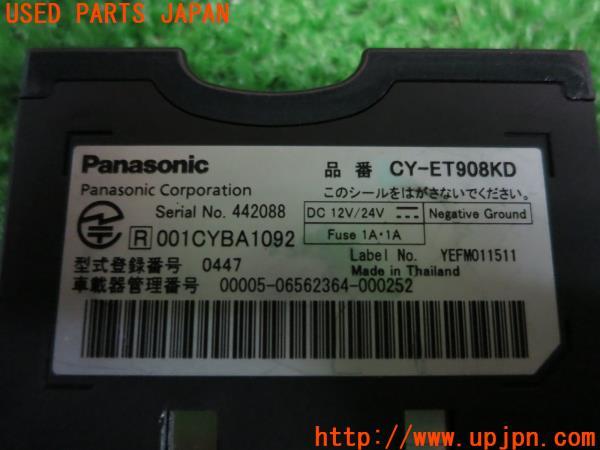 USED PARTS JAPAN
Panasonic
品番 CY-ET908KD
Panasonic Corporation
このシールをはがさないでください。
Serial No. 442088
DC 12V/24V
Negative Ground
R 001CYBA1092
Fuse 1A・1A
Label No. YEFM011511
型式登録番号 0447
Made in Thailand
車載器管理番号 00005-06562364-000252
http://www.upjpn.com